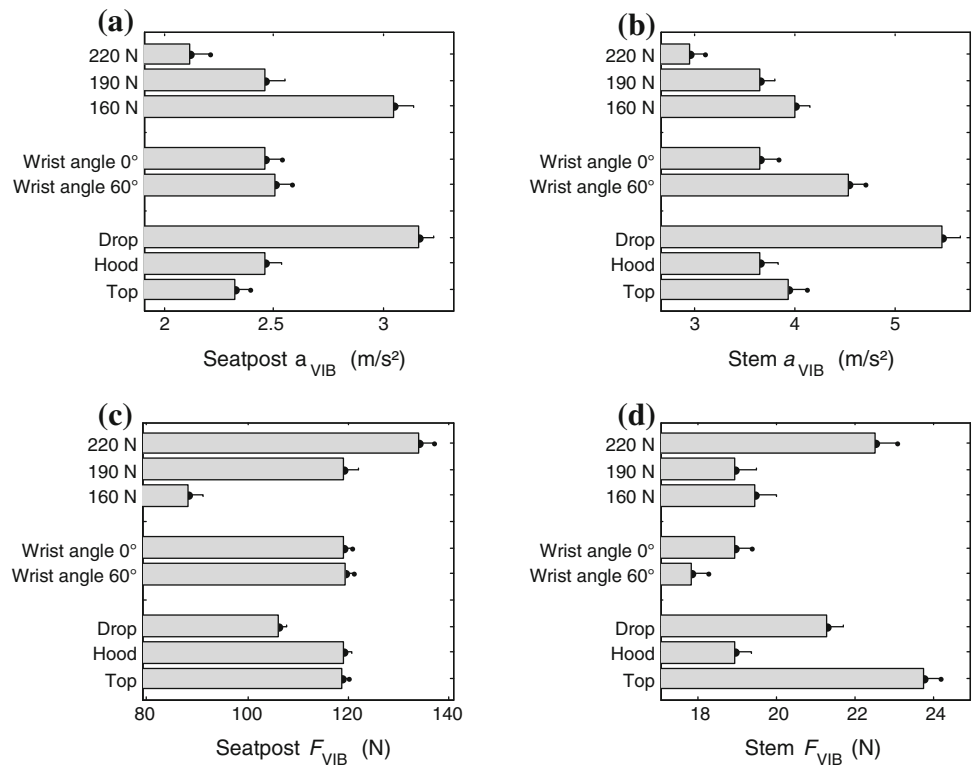 (a)
220 N
190 N
160 N
Wrist angle 0°
Wrist angle 60°
Drop
Hood
Top
2 2.5 3
Seatpost a VIB (m/s²)
(b)
220 N
190 N
160 N
Wrist angle 0°
Wrist angle 60°
Drop
Hood
Top
3 4 5
Stem a VIB (m/s²)
(c)
220 N
190 N
160 N
Wrist angle 0°
Wrist angle 60°
Drop
Hood
Top
80 100 120 140
Seatpost F VIB (N)
(d)
220 N
190 N
160 N
Wrist angle 0°
Wrist angle 60°
Drop
Hood
Top
18 20 22 24
Stem F VIB (N)